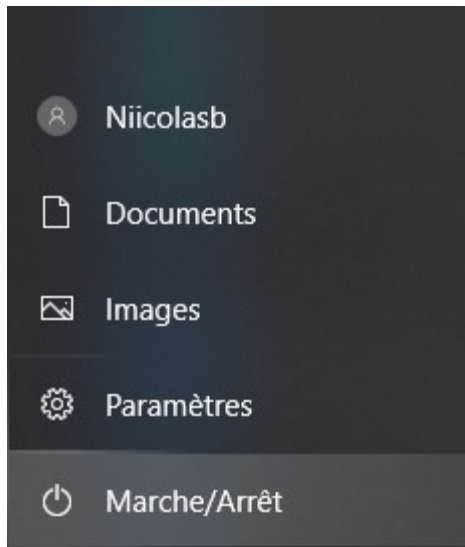 Niicolasb
Documents
Images
Paramètres
Marche/Arrêt